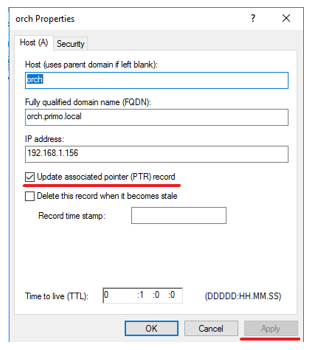 orch Properties
? ×
Host (A) Security
Host (uses parent domain if left blank):
orch
Fully qualified domain name (FQDN):
orch.primo.local
IP address:
192.168.1.156
Update associated pointer (PTR) record
Delete this record when it becomes stale
Record time stamp:
Time to live (TTL): 0 :1 :0 :0 (DDDDD:HH.MM.SS)
OK Cancel Apply